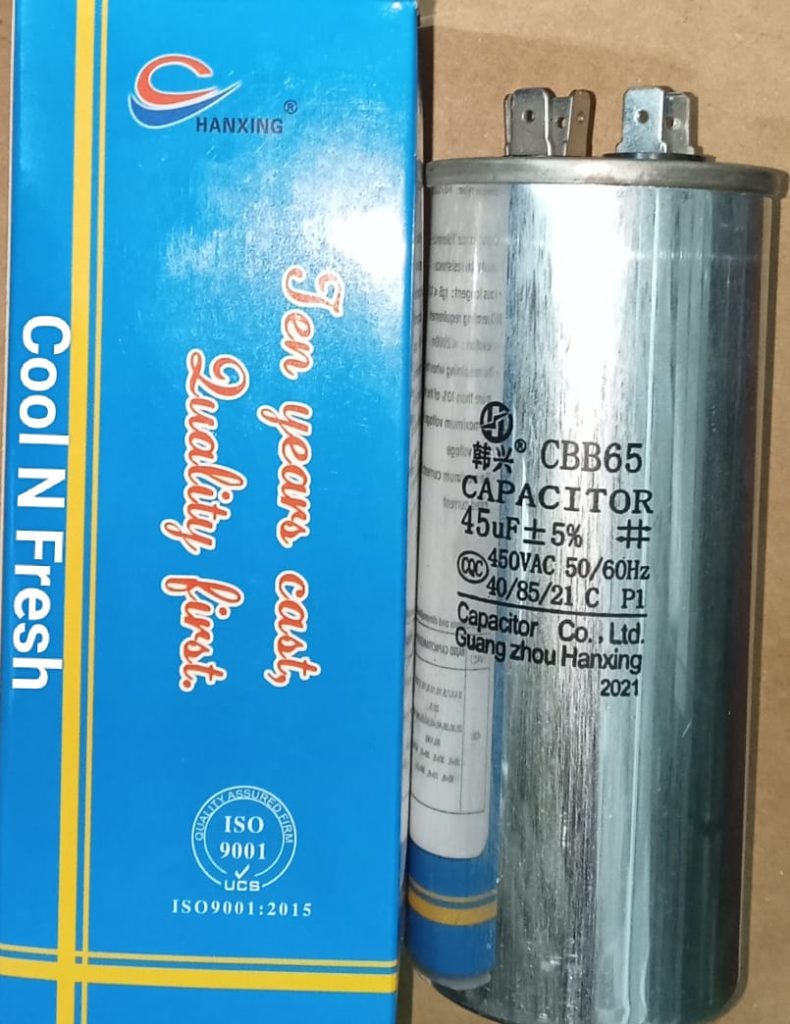 HANXING®
Ten years cast,
Quality first.
Cool N Fresh
QUALITY ASSURED FIRM
ISO
9001
UCS
ISO9001:2015
韩兴® CBB65
CAPACITOR
45uF±5%
CQC 450VAC 50/60Hz
40/85/21 C P1
Capacitor Co., Ltd.
Guang zhou Hanxing
2021